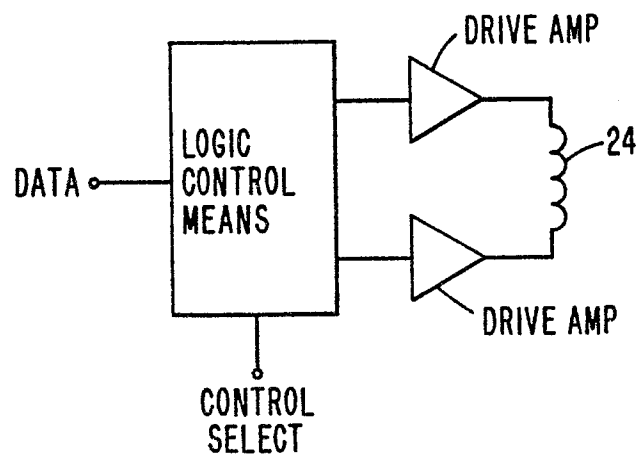 DRIVE AMP
24
LOGIC
CONTROL
MEANS
DATA
DRIVE AMP
CONTROL
SELECT